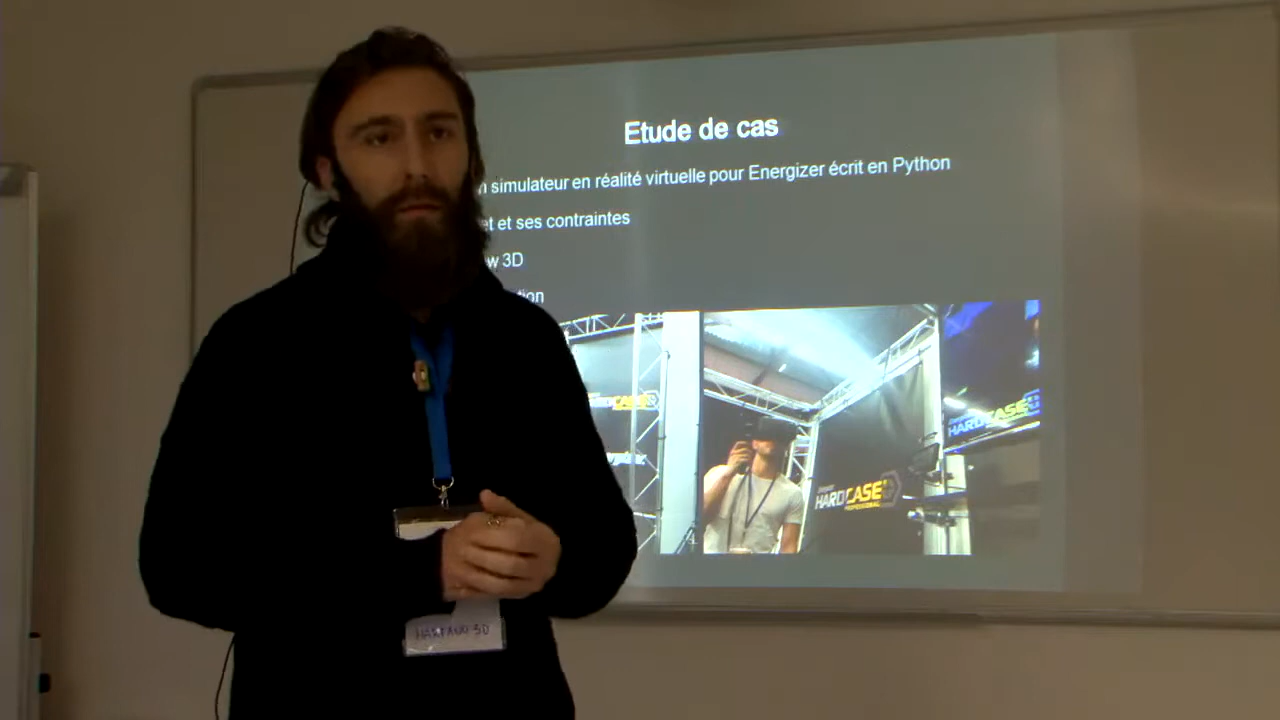 Etude de cas
n simulateur en réalité virtuelle pour Energizer écrit en Python
et et ses contraintes
w 3D
tion
HARDCASE
HARDCASE
PROFESSIONAL